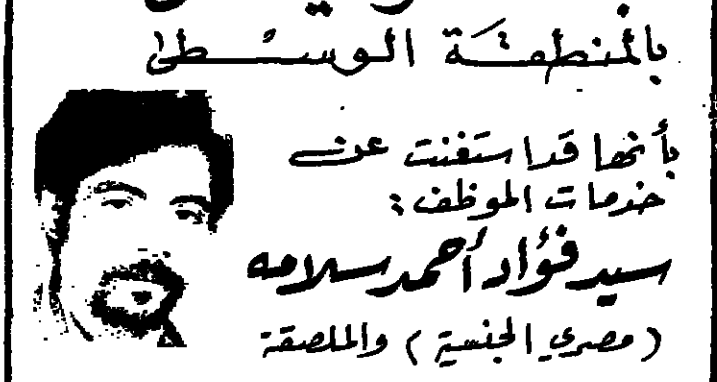 بالمنطقة الوسطى
بأنها قد استغنت عن
خدمات الموظف :
سيد فؤاد أحمد سلامه
(مصري الجنسية) والملصقة